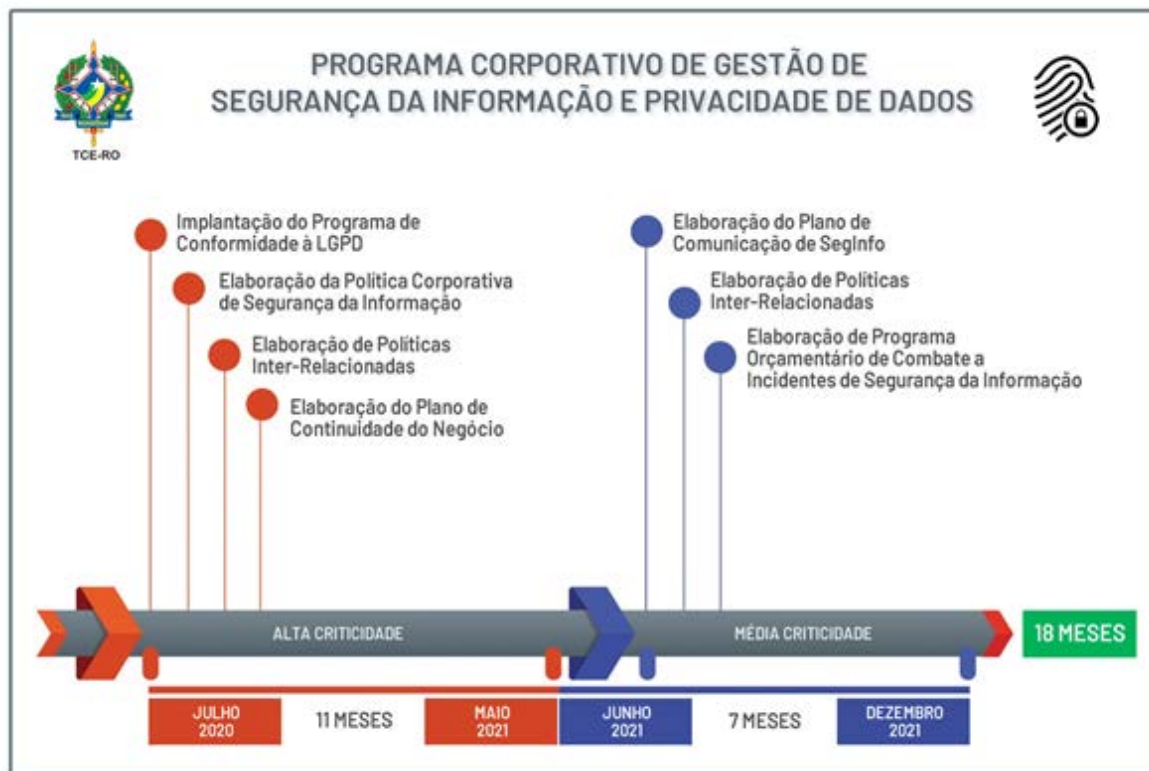 PROGRAMA CORPORATIVO DE GESTÃO DE
SEGURANÇA DA INFORMAÇÃO E PRIVACIDADE DE DADOS
TCE-RO
Implantação do Programa de
Conformidade à LGPD
Elaboração da Política Corporativa
de Segurança da Informação
Elaboração de Políticas
Inter-Relacionadas
Elaboração do Plano de
Continuidade do Negócio
Elaboração do Plano de
Comunicação de SegInfo
Elaboração de Políticas
Inter-Relacionadas
Elaboração de Programa
Orçamentário de Combate a
Incidentes de Segurança da Informação
ALTA CRITICIDADE
MÉDIA CRITICIDADE
18 MESES
JULHO
2020
11 MESES
MAIO
2021
JUNHO
2021
7 MESES
DEZEMBRO
2021